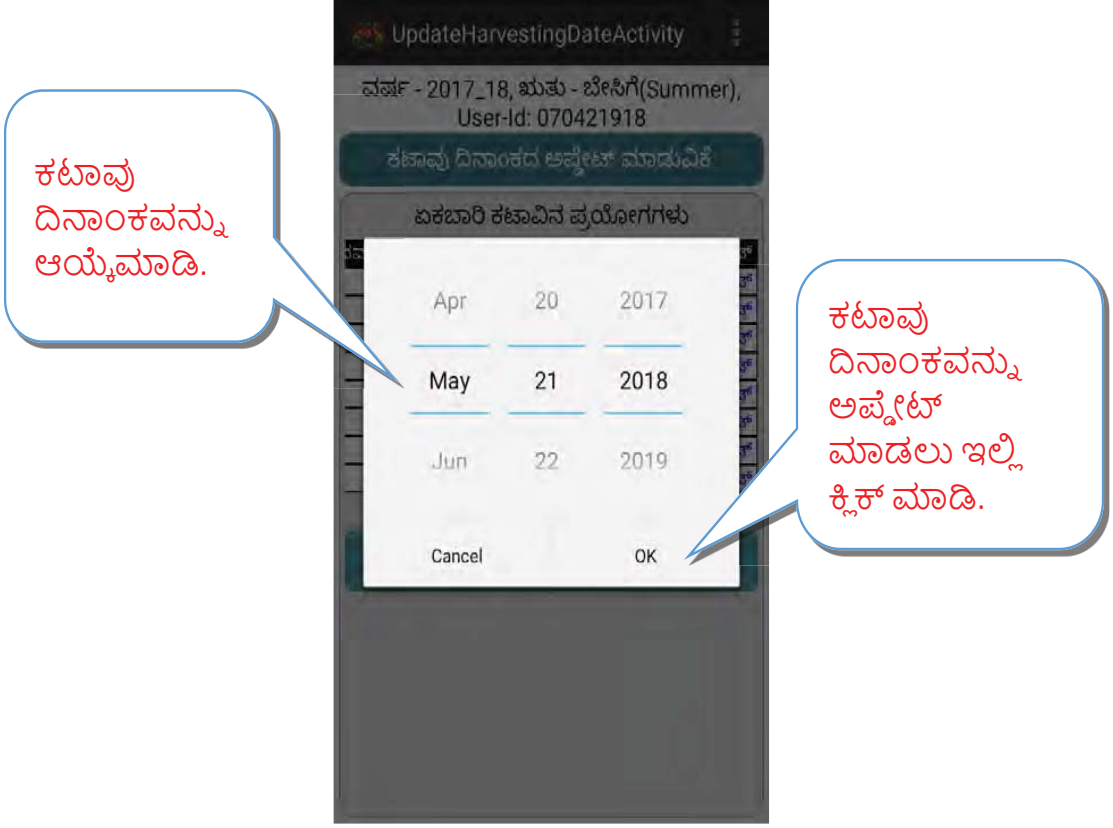 UpdateHarvestingDateActivity
ವರ್ಷ - 2017_18, ಋತು - ಬೇಸಿಗೆ(Summer),
User-Id: 070421918
ಕಟಾವು ದಿನಾಂಕದ ಅಪ್ಡೇಟ್ ಮಾಡುವಿಕೆ
ಏಕಬಾರಿ ಕಟಾವಿನ ಪ್ರಯೋಗಗಳು
ಕಟಾವು
ದಿನಾಂಕವನ್ನು
ಆಯ್ಕೆಮಾಡಿ.
Apr 20 2017
May 21 2018
Jun 22 2019
Cancel OK
ಕಟಾವು
ದಿನಾಂಕವನ್ನು
ಅಪ್ಡೇಟ್
ಮಾಡಲು ಇಲ್ಲಿ
ಕ್ಲಿಕ್ ಮಾಡಿ.